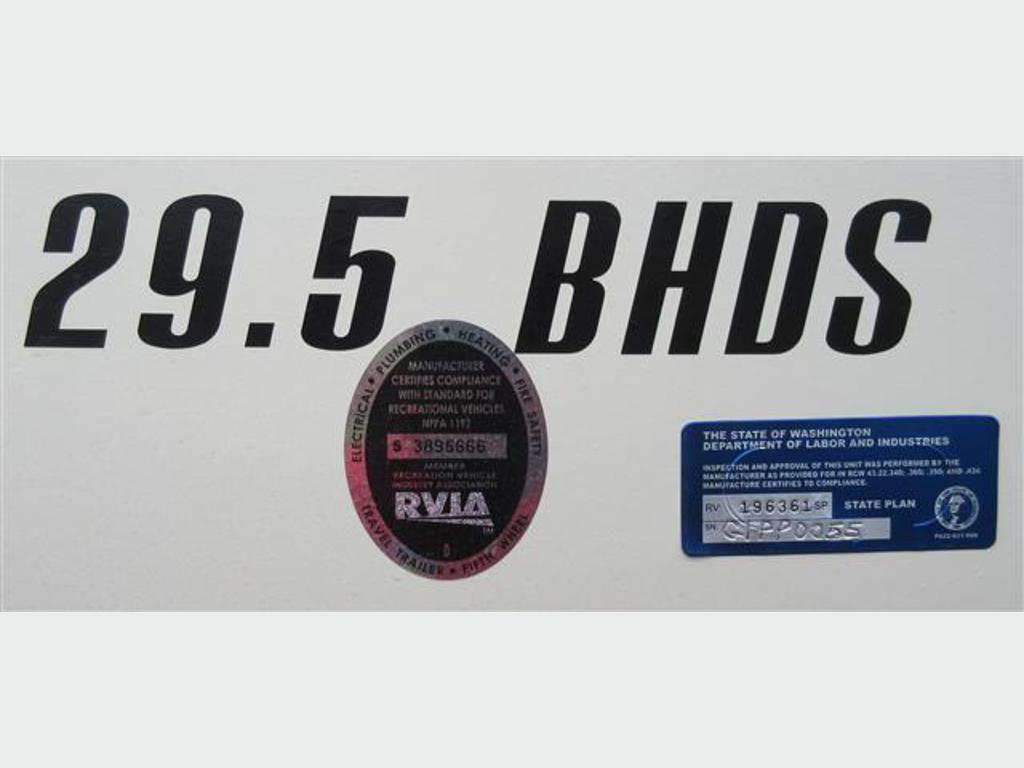 29.5 BHDS
ELECTRICAL • PLUMBING • HEATING • FIRE SAFETY
MANUFACTURER
CERTIFIES COMPLIANCE
WITH STANDARD FOR
RECREATIONAL VEHICLES
NFPA 1192
S 3895666
MEMBER
RECREATION VEHICLE
INDUSTRY ASSOCIATION
RVIA
TM
TRAVEL TRAILER • FIFTH WHEEL
THE STATE OF WASHINGTON
DEPARTMENT OF LABOR AND INDUSTRIES
INSPECTION AND APPROVAL OF THIS UNIT WAS PERFORMED BY THE
MANUFACTURER AS PROVIDED FOR IN RCW 43.22.340, .360, .350, AND .434
MANUFACTURE CERTIFIES TO COMPLIANCE.
RV 196361 SP STATE PLAN
SN